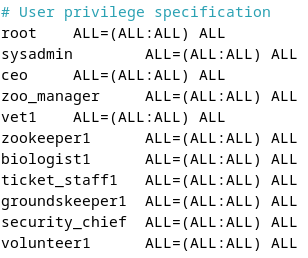 # User privilege specification
root    ALL=(ALL:ALL) ALL
sysadmin        ALL=(ALL:ALL) ALL
ceo     ALL=(ALL:ALL) ALL
zoo_manager     ALL=(ALL:ALL) ALL
vet1    ALL=(ALL:ALL) ALL
zookeeper1      ALL=(ALL:ALL) ALL
biologist1      ALL=(ALL:ALL) ALL
ticket_staff1   ALL=(ALL:ALL) ALL
groundskeeper1  ALL=(ALL:ALL) ALL
security_chief  ALL=(ALL:ALL) ALL
volunteer1      ALL=(ALL:ALL) ALL